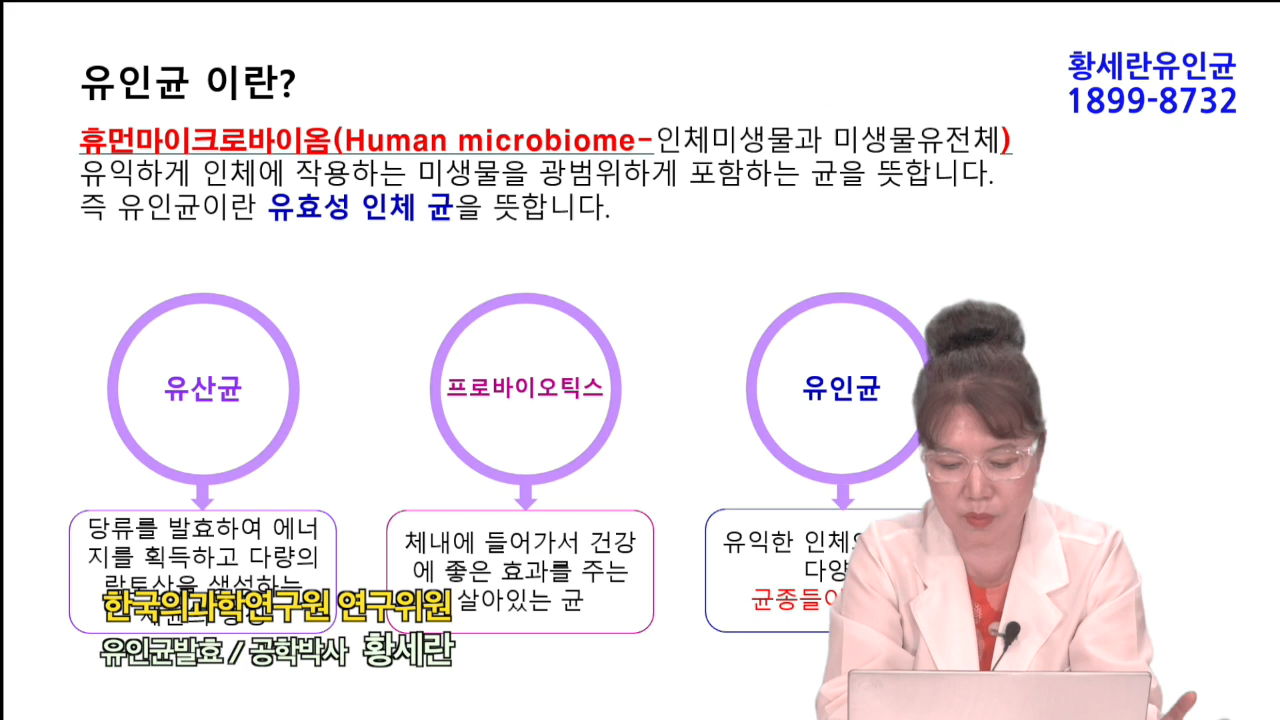 유인균 이란?
황세란유인균
1899-8732
휴먼마이크로바이옴(Human microbiome-인체미생물과 미생물유전체)
유익하게 인체에 작용하는 미생물을 광범위하게 포함하는 균을 뜻합니다.
즉 유인균이란 유효성 인체 균을 뜻합니다.
유산균
프로바이오틱스
유인균
당류를 발효하여 에너
지를 획득하고 다량의
락토산을 생성하는
체내에 들어가서 건강
에 좋은 효과를 주는
살아있는 균
유익한 인체
다양
균종들
한국의과학연구원 연구위원
유인균발효 / 공학박사 황세란